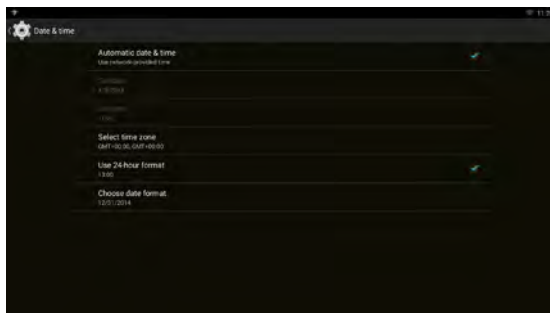 Date & time
Automatic date & time
Use network-provided time
Select time zone
GMT+00:00, GMT+00:00
Use 24-hour format
13:00
Choose date format
12/31/2014